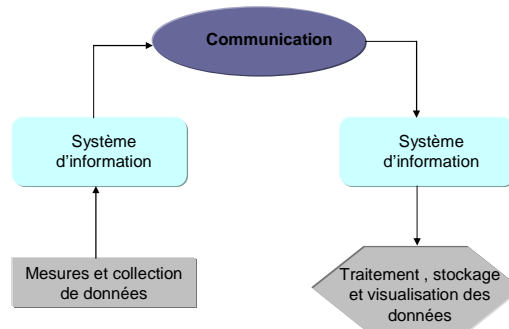 Communication
Système
d'information
Système
d'information
Mesures et collection
de données
Traitement , stockage
et visualisation des
données